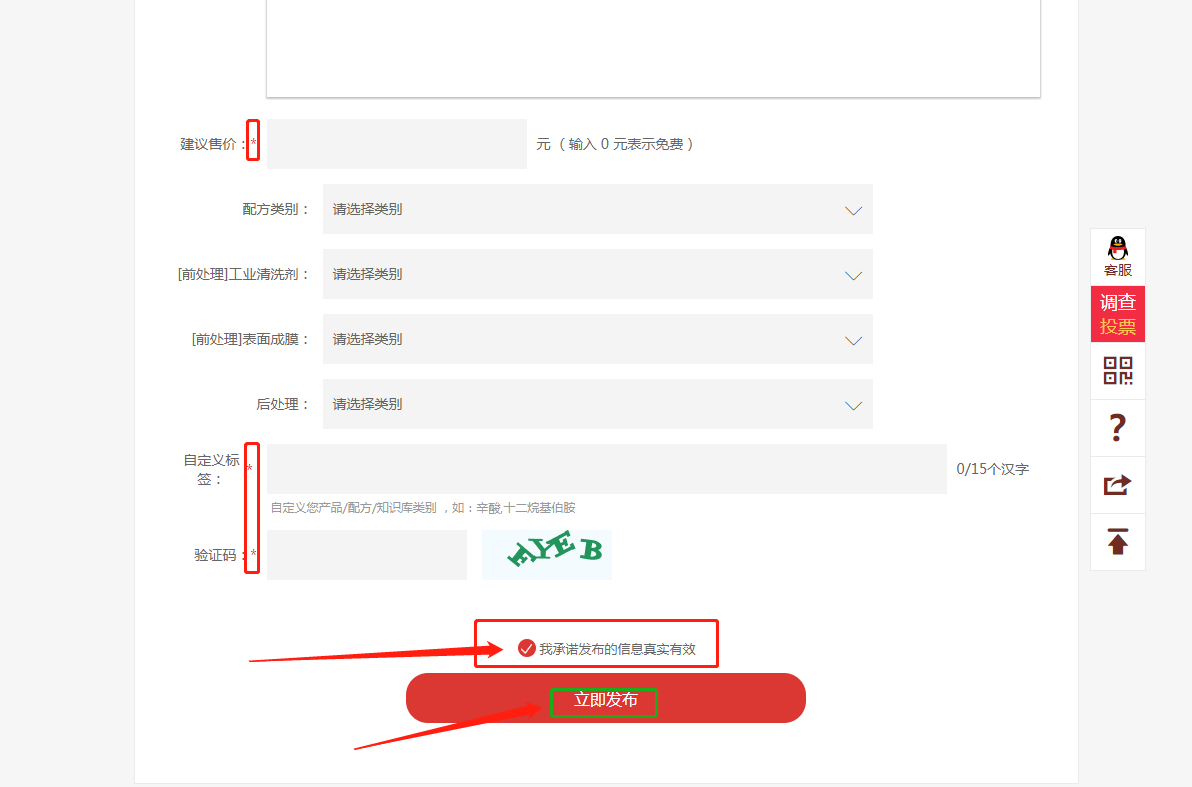 建议售价：*
元（输入 0 元表示免费）
配方类别：
请选择类别
[前处理]工业清洗剂：
请选择类别
[前处理]表面成膜：
请选择类别
后处理：
请选择类别
自定义标
签：
*
0/15个汉字
自定义您产品/配方/知识库类别 ，如：辛酸,十二烷基伯胺
验证码：*
HYEB
我承诺发布的信息真实有效
立即发布
客服
调查
投票
?